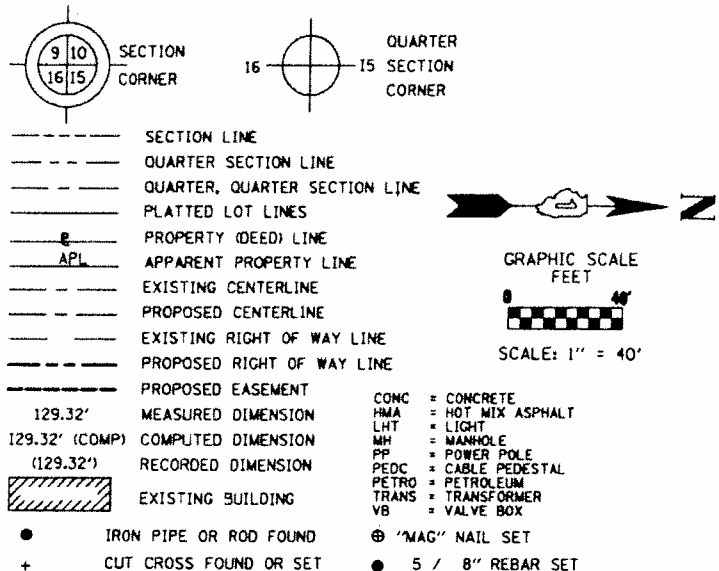 9 10
16 15
SECTION
CORNER
16
15
QUARTER
SECTION
CORNER
SECTION LINE
QUARTER SECTION LINE
QUARTER, QUARTER SECTION LINE
PLATTED LOT LINES
PROPERTY (DEED) LINE
APL APPARENT PROPERTY LINE
EXISTING CENTERLINE
PROPOSED CENTERLINE
EXISTING RIGHT OF WAY LINE
PROPOSED RIGHT OF WAY LINE
PROPOSED EASEMENT
129.32' MEASURED DIMENSION
129.32' (COMP) COMPUTED DIMENSION
(129.32') RECORDED DIMENSION
EXISTING BUILDING
N
GRAPHIC SCALE
FEET
0 40'
SCALE: 1" = 40'
CONC = CONCRETE
HMA = HOT MIX ASPHALT
LHT = LIGHT
MH = MANHOLE
PP = POWER POLE
PEDC = CABLE PEDESTAL
PETRO = PETROLEUM
TRANS = TRANSFORMER
VB = VALVE BOX
IRON PIPE OR ROD FOUND
"MAG" NAIL SET
CUT CROSS FOUND OR SET
5 / 8" REBAR SET